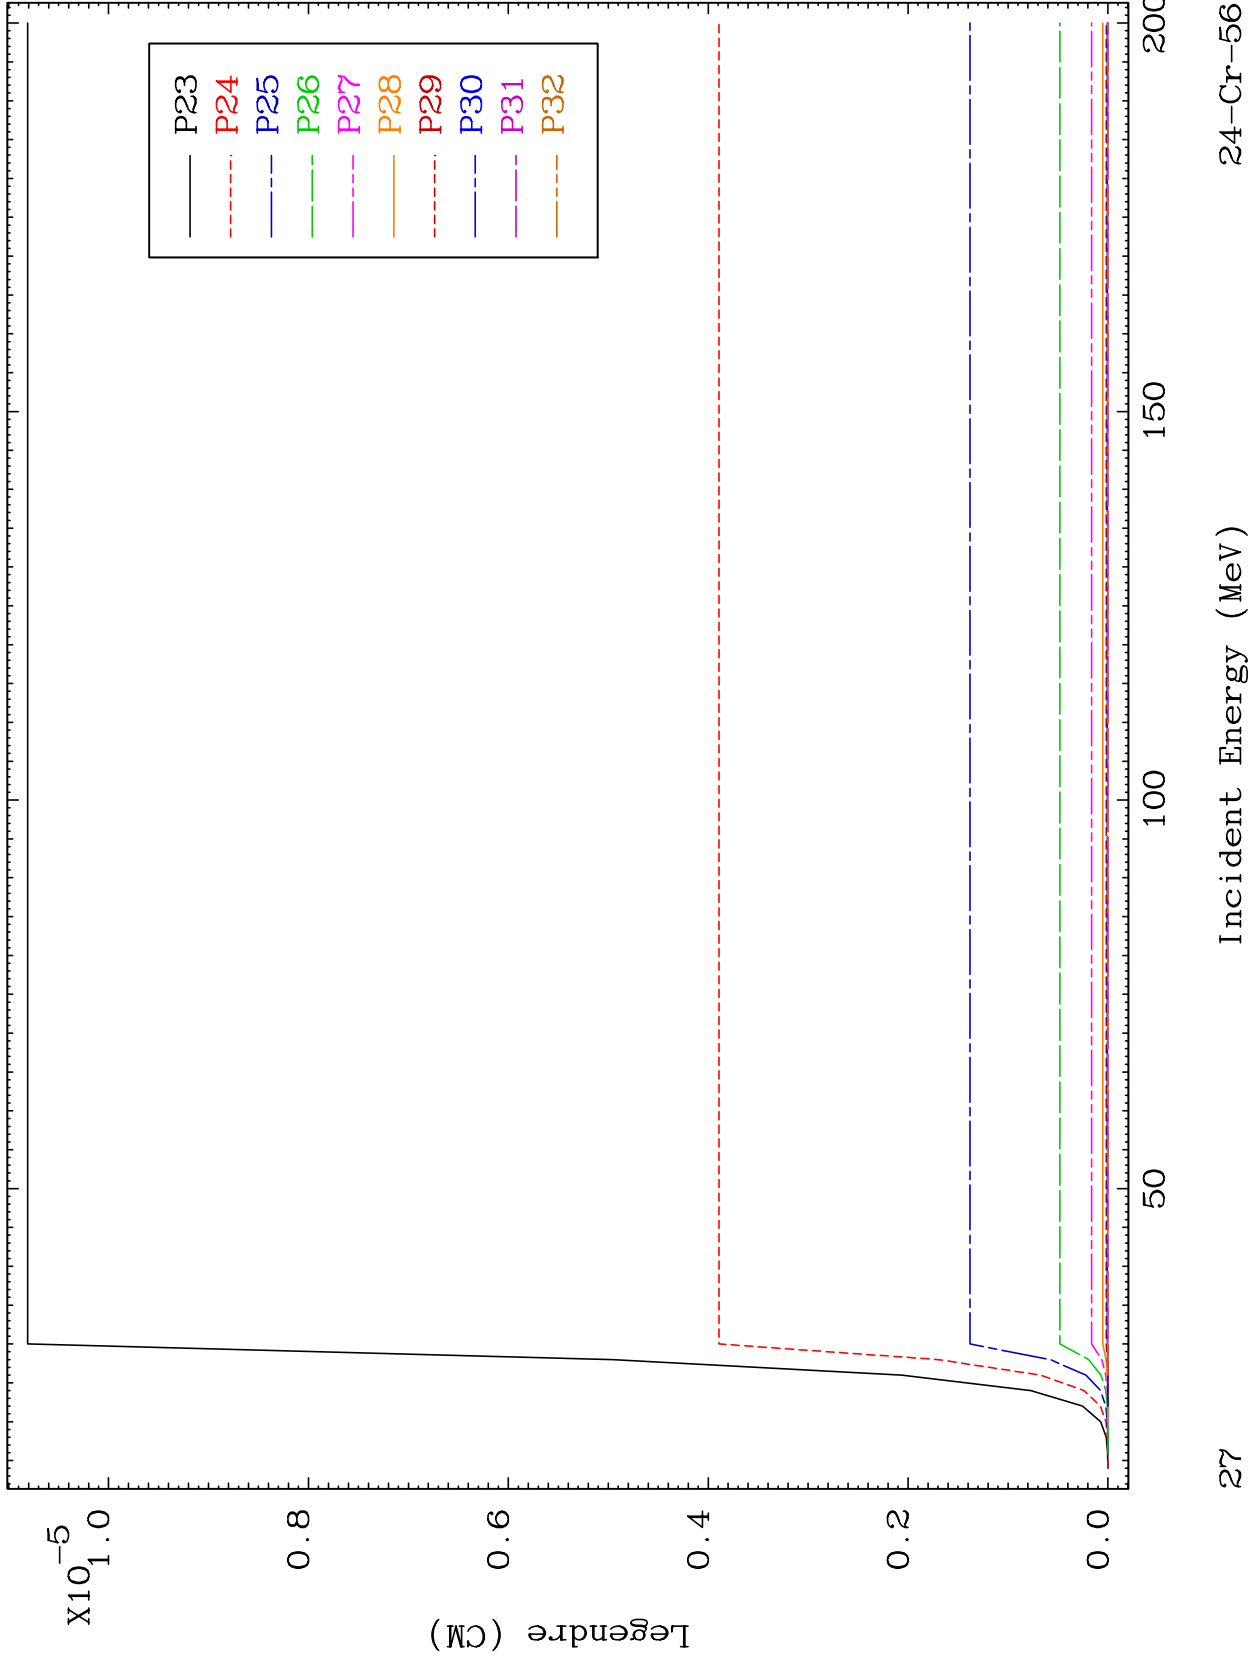 X10-5
1.0
0.8
0.6
0.4
0.2
0.0
Legendre (CM)
P23
P24
P25
P26
P27
P28
P29
P30
P31
P32
50
100
150
200
Incident Energy (MeV)
27
24-Cr-56